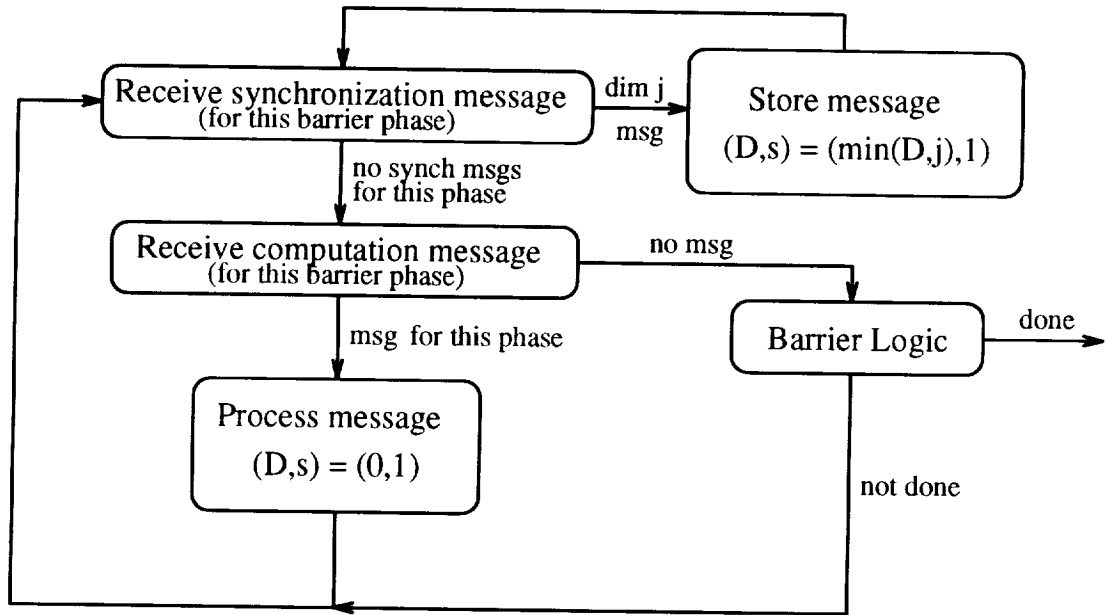 Receive synchronization message
(for this barrier phase)
dim j
msg
Store message
(D,s) = (min(D,j),1)
no synch msgs
for this phase
Receive computation message
(for this barrier phase)
no msg
msg for this phase
Barrier Logic
done
Process message
(D,s) = (0,1)
not done